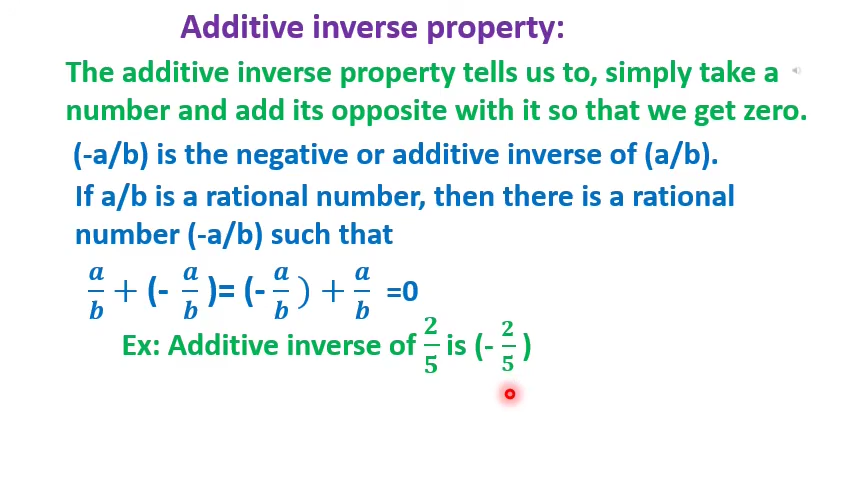 Additive inverse property:
The additive inverse property tells us to, simply take a
number and add its opposite with it so that we get zero.
(-a/b) is the negative or additive inverse of (a/b).
If a/b is a rational number, then there is a rational
number (-a/b) such that
a/b + (- a/b )= (- a/b ) + a/b =0
Ex: Additive inverse of 2/5 is (- 2/5 )